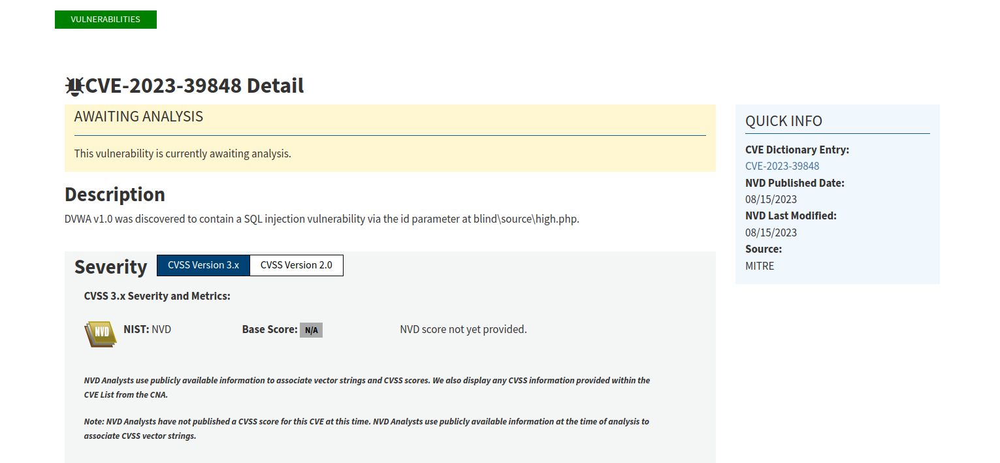 VULNERABILITIES
CVE-2023-39848 Detail
AWAITING ANALYSIS
This vulnerability is currently awaiting analysis.
Description
DVWA v1.0 was discovered to contain a SQL injection vulnerability via the id parameter at blind\source\high.php.
Severity
CVSS Version 3.x
CVSS Version 2.0
CVSS 3.x Severity and Metrics:
NVD
NIST: NVD
Base Score: N/A
NVD score not yet provided.
NVD Analysts use publicly available information to associate vector strings and CVSS scores. We also display any CVSS information provided within the
CVE List from the CNA.
Note: NVD Analysts have not published a CVSS score for this CVE at this time. NVD Analysts use publicly available information at the time of analysis to
associate CVSS vector strings.
QUICK INFO
CVE Dictionary Entry:
CVE-2023-39848
NVD Published Date:
08/15/2023
NVD Last Modified:
08/15/2023
Source:
MITRE